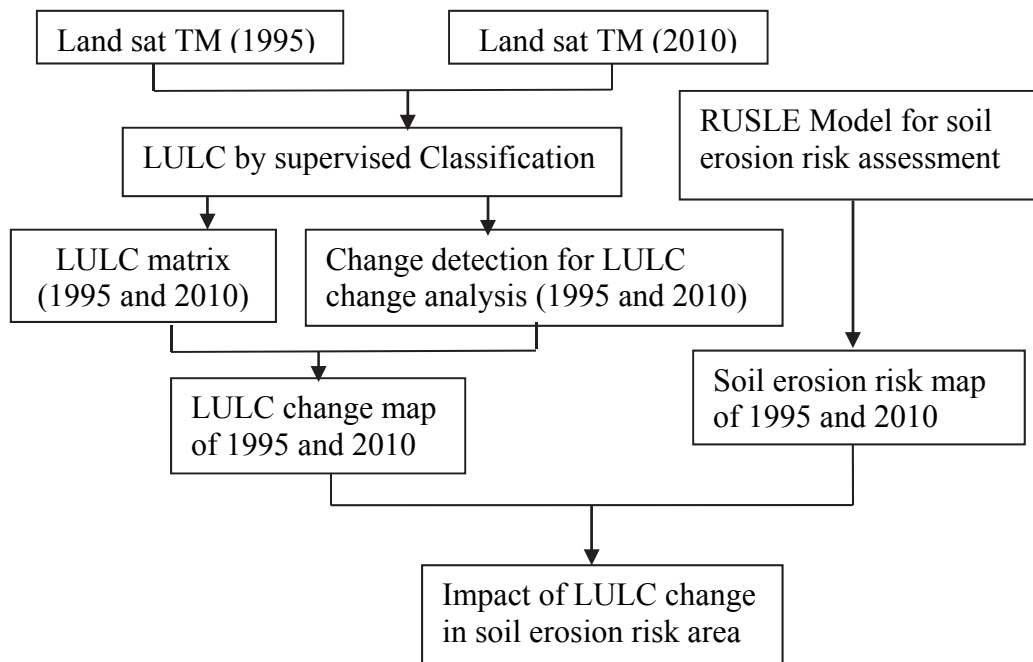 Land sat TM (1995)
Land sat TM (2010)
RUSLE Model for soil
erosion risk assessment
LULC by supervised Classification
LULC matrix
(1995 and 2010)
Change detection for LULC
change analysis (1995 and 2010)
LULC change map
of 1995 and 2010
Soil erosion risk map
of 1995 and 2010
Impact of LULC change
in soil erosion risk area